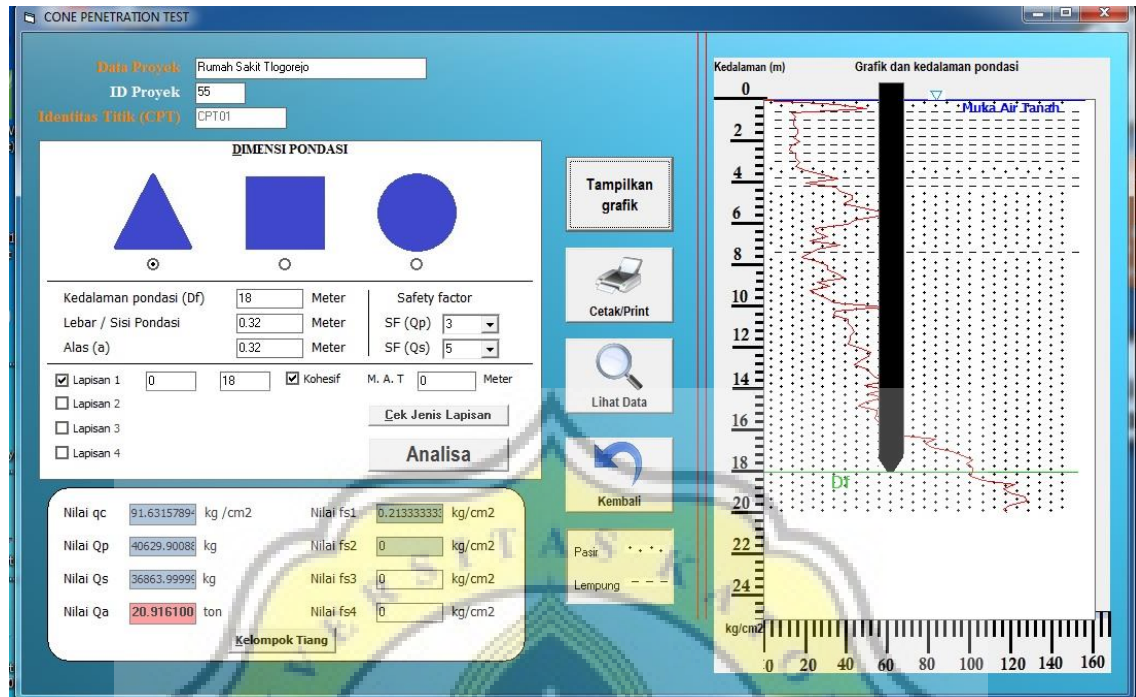 CONE PENETRATION TEST
Data Proyek Rumah Sakit Tlogorejo
ID Proyek 55
Identitas Titik (CPT) CPT01
DIMENSI PONDASI
Kedalaman pondasi (Df) 18 Meter Safety factor
Lebar / Sisi Pondasi 0.32 Meter SF (Qp) 3
Alas (a) 0.32 Meter SF (Qs) 5
Lapisan 1 0 18 Kohesif M. A. T 0 Meter
Lapisan 2
Lapisan 3
Lapisan 4
Cek Jenis Lapisan
Analisa
Nilai qc 91.6315789 kg /cm2 Nilai fs1 0.21333333 kg/cm2
Nilai Qp 40629.9008 kg Nilai fs2 0 kg/cm2
Nilai Qs 36863.9999 kg Nilai fs3 0 kg/cm2
Nilai Qa 20.916100 ton Nilai fs4 0 kg/cm2
Kelompok Tiang
Tampilkan
grafik
Cetak/Print
Lihat Data
Kembali
Pasir
Lempung
Kedalaman (m) Grafik dan kedalaman pondasi
Muka Air Tanah
0
2
4
6
8
10
12
14
16
18
Df
20
22
24
kg/cm2
0 20 40 60 80 100 120 140 160